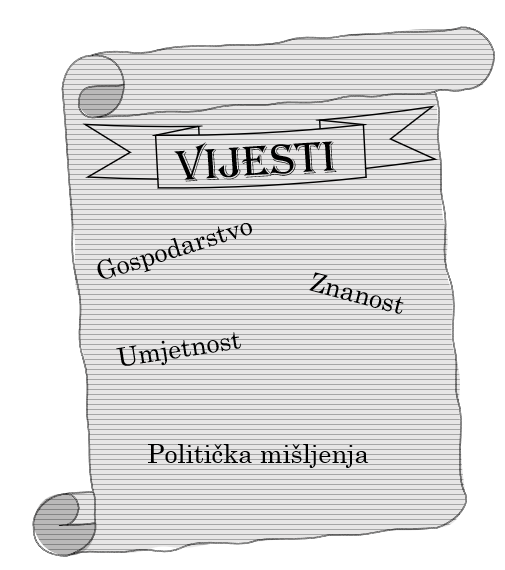 VIJESTI
Gospodarstvo
Znanost
Umjetnost
Politička mišljenja